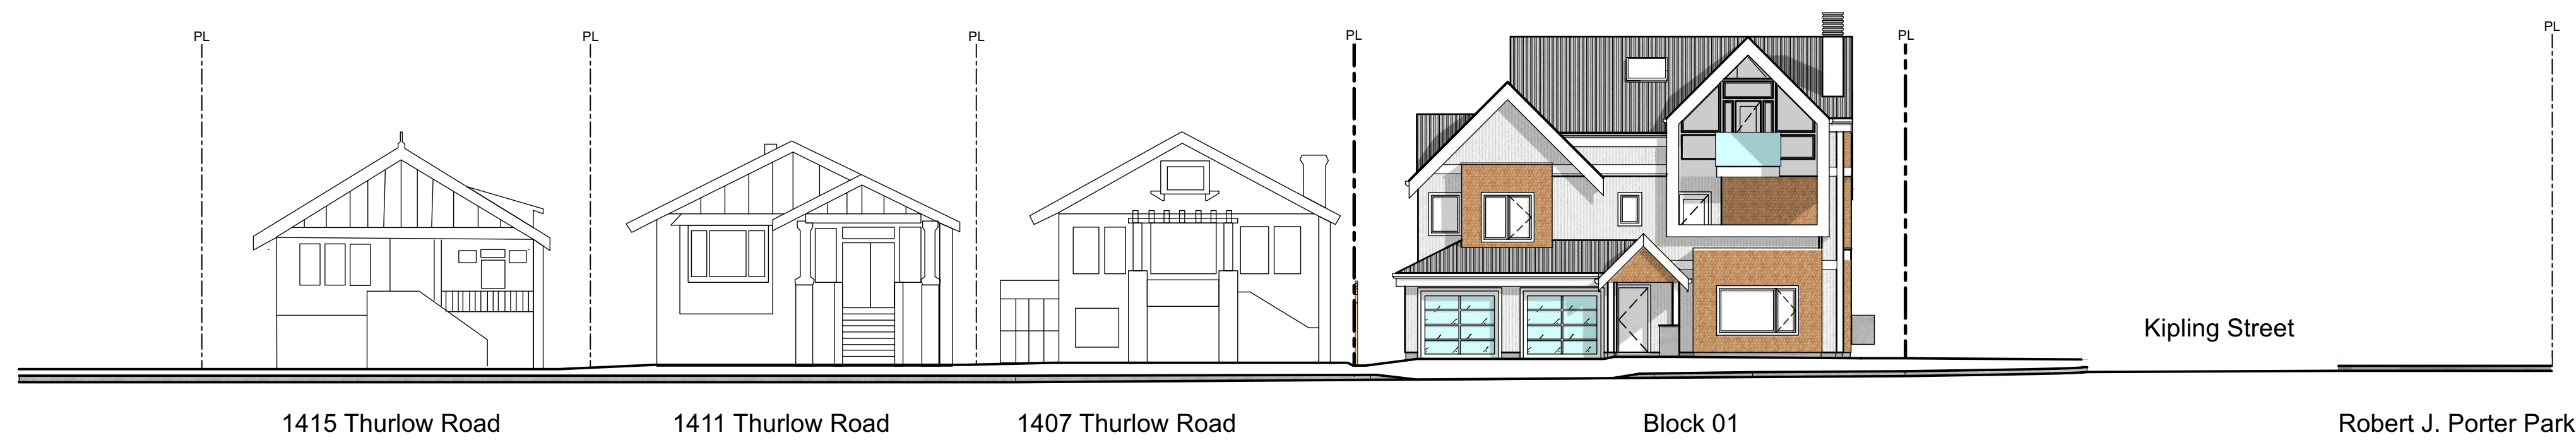 PL PL PL PL PL PL
Kipling Street
1415 Thurlow Road 1411 Thurlow Road 1407 Thurlow Road Block 01 Robert J. Porter Park